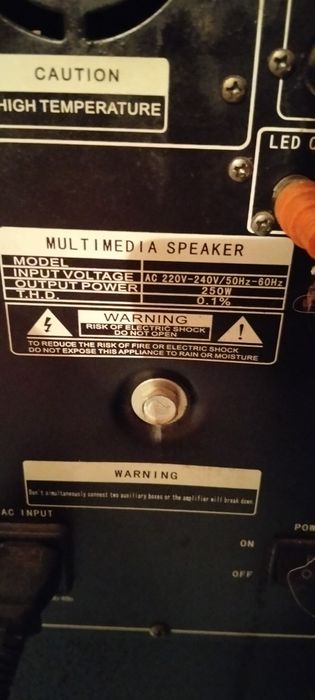 CAUTION
HIGH TEMPERATURE
LED
MULTIMEDIA SPEAKER
MODEL
INPUT VOLTAGE AC 220V-240V/50Hz-60Hz
OUTPUT POWER 250W
T.H.D. 0.1%
WARNING
RISK OF ELECTRIC SHOCK
DO NOT OPEN
TO REDUCE THE RISK OF FIRE OR ELECTRIC SHOCK
DO NOT EXPOSE THIS APPLIANCE TO RAIN OR MOISTURE
WARNING
Don't simultaneously connect two auxiliary boxes or the amplifier will break down
AC INPUT
POW
ON
OFF